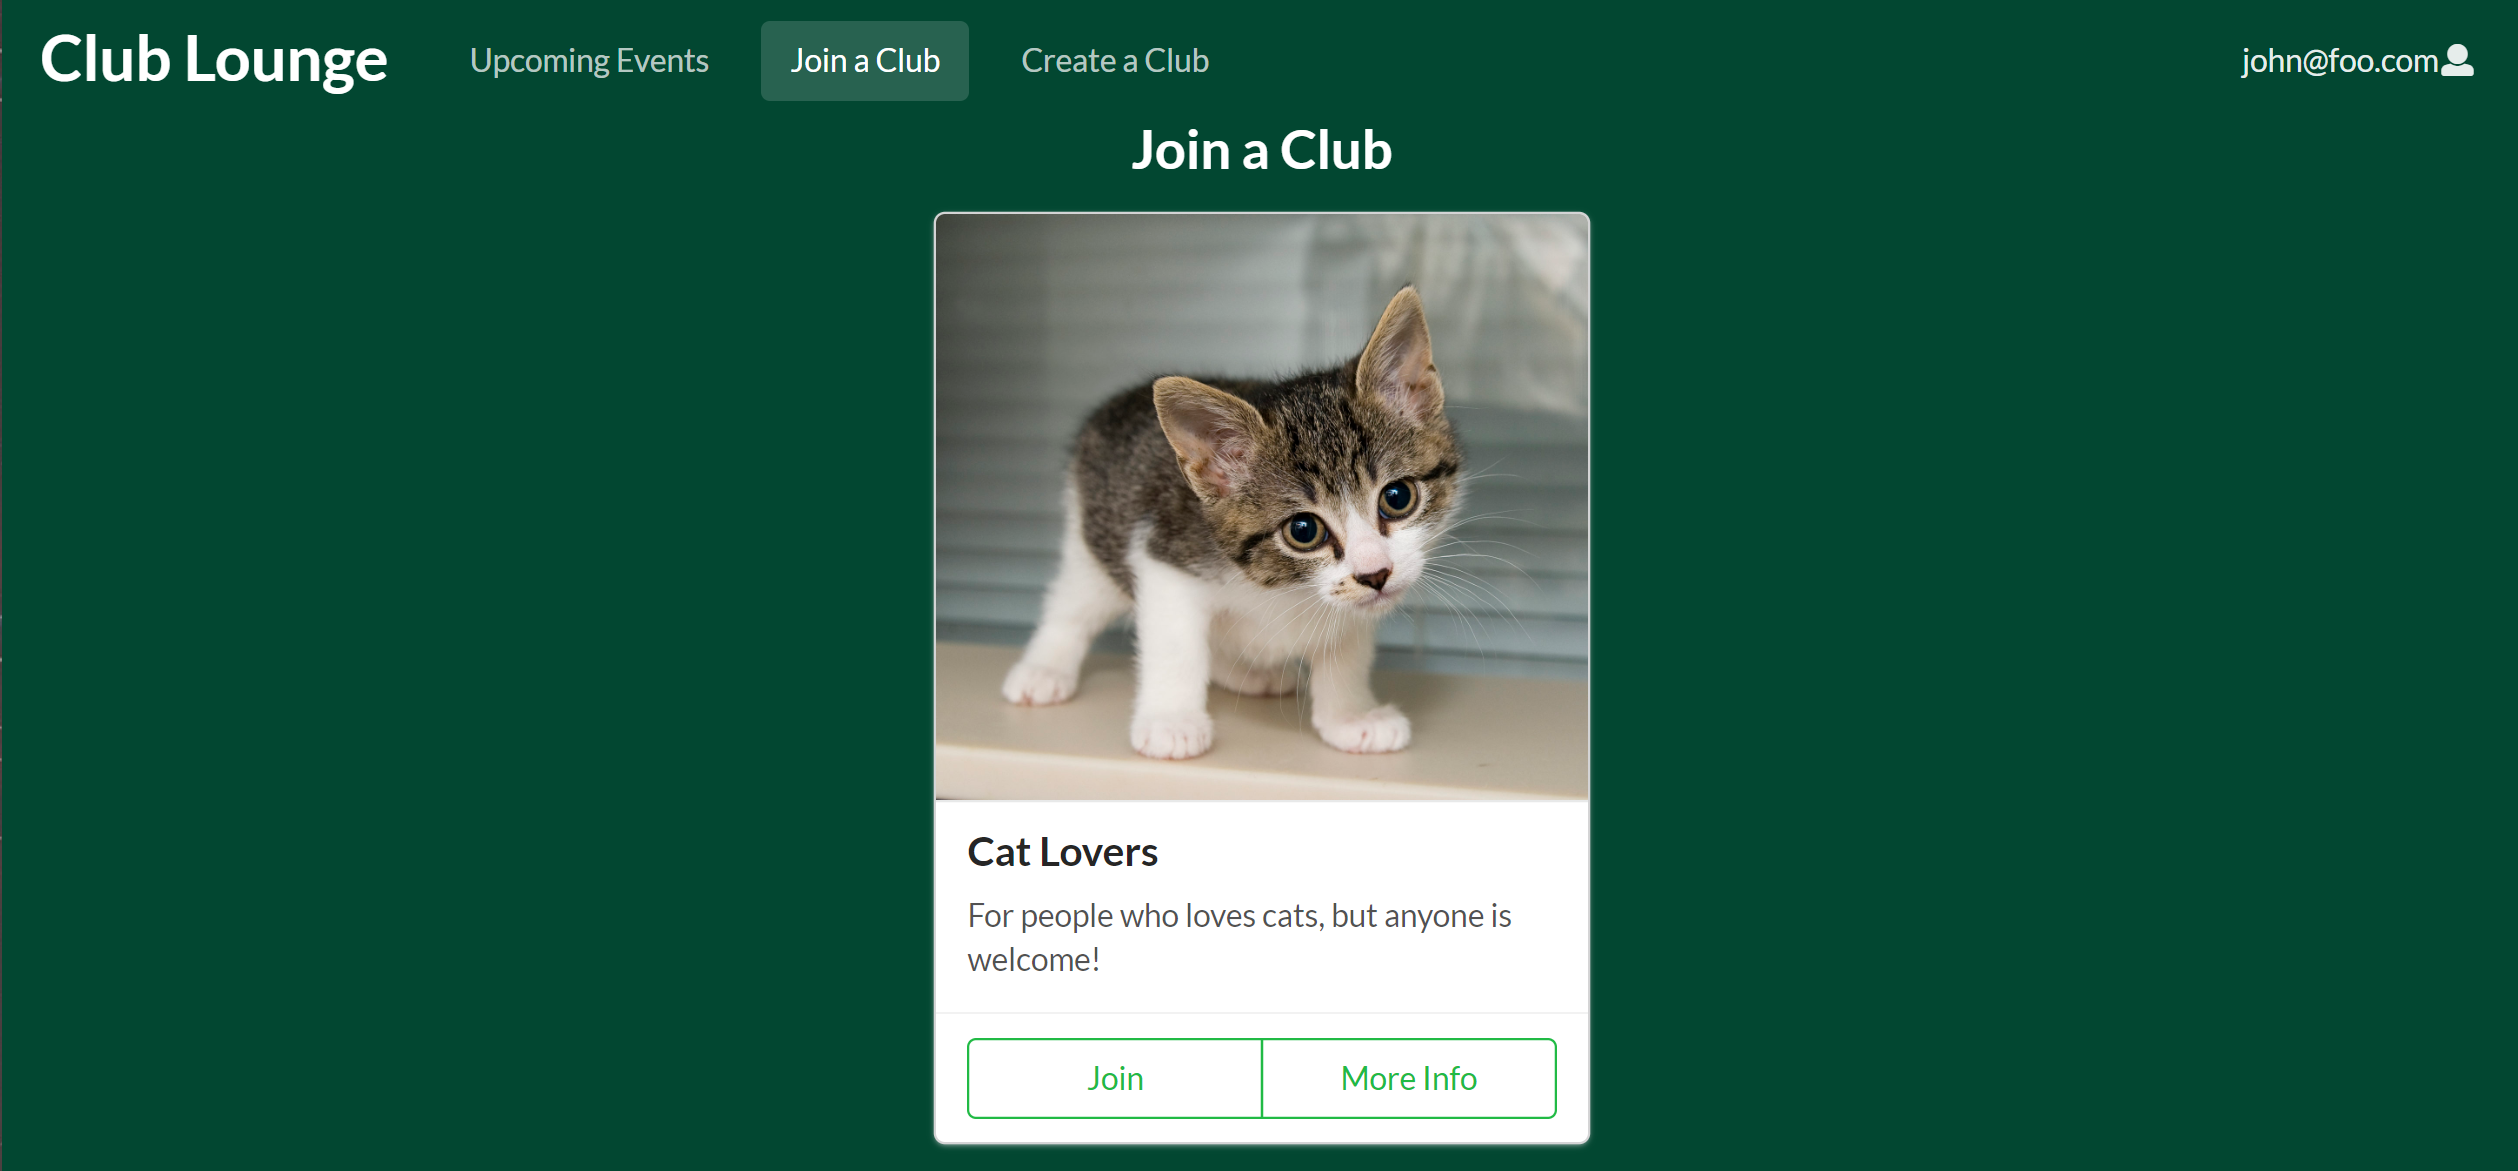 Club Lounge
Upcoming Events
Join a Club
Create a Club
john@foo.com
Join a Club
Cat Lovers
For people who loves cats, but anyone is
welcome!
Join
More Info